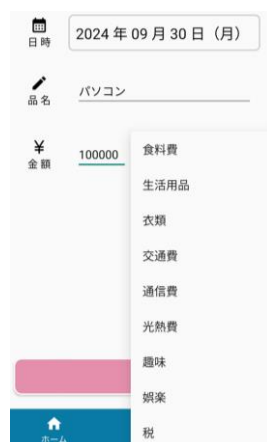 日時
2024 年 09 月 30 日（月）
品名
パソコン
¥
金額
100000
食料費
生活用品
衣類
交通費
通信費
光熱費
趣味
娯楽
税
ホーム